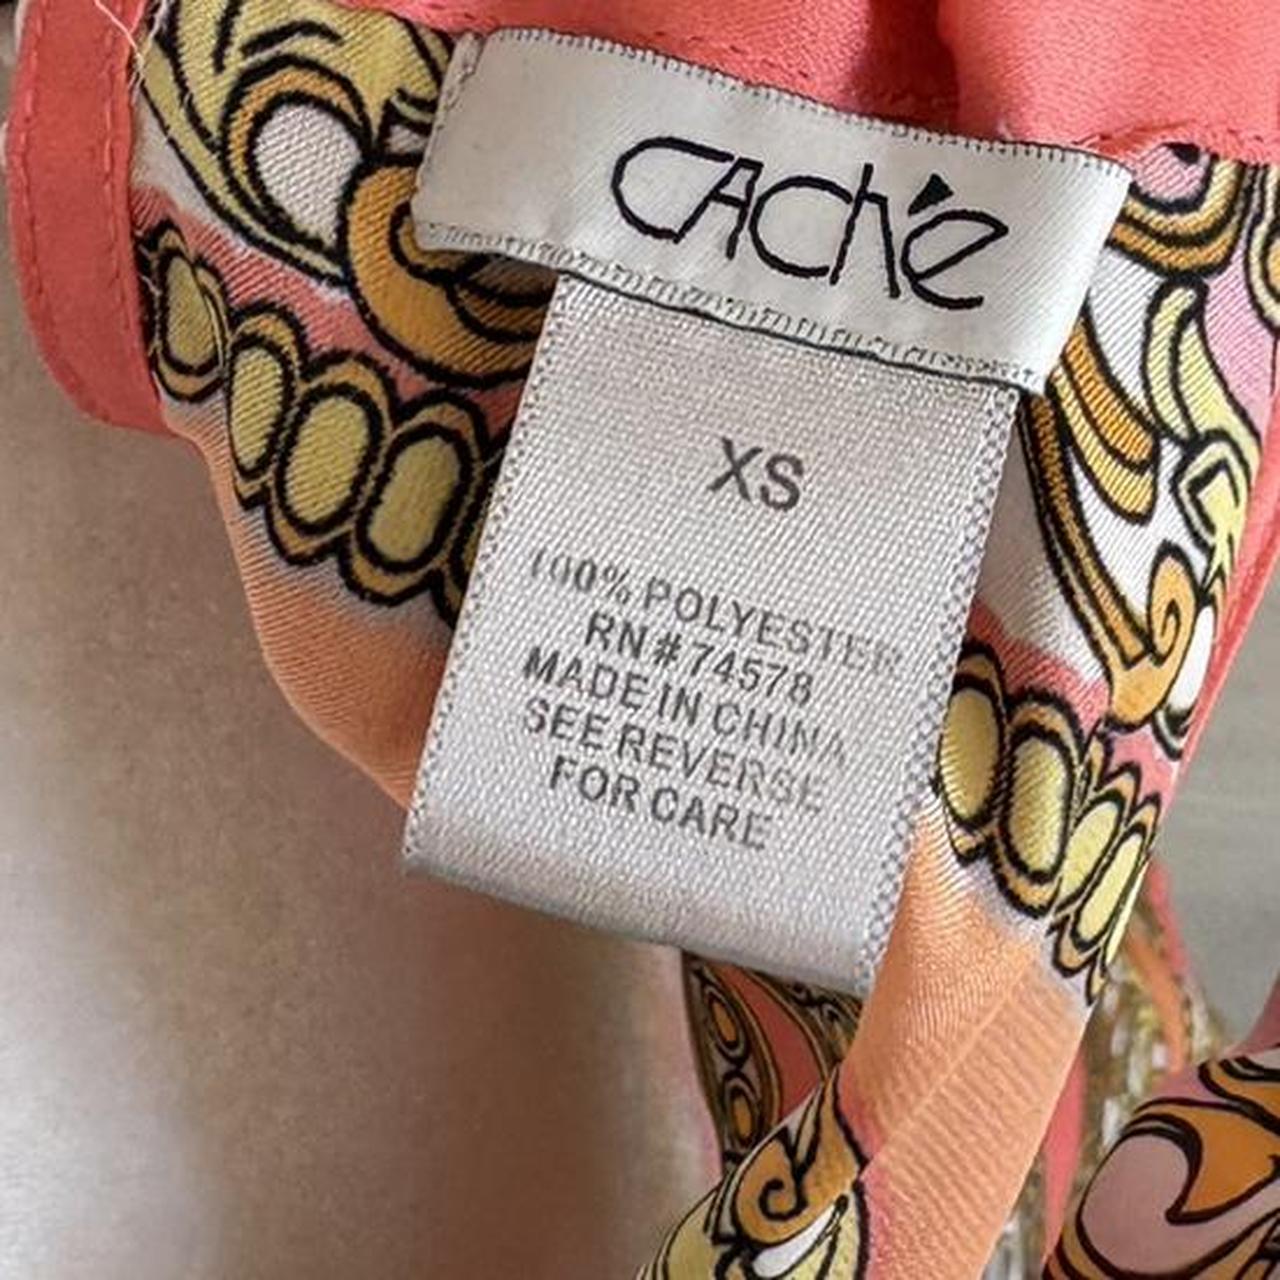 CAChé
XS
100% POLYESTER
RN # 74578
MADE IN CHINA
SEE REVERSE
FOR CARE